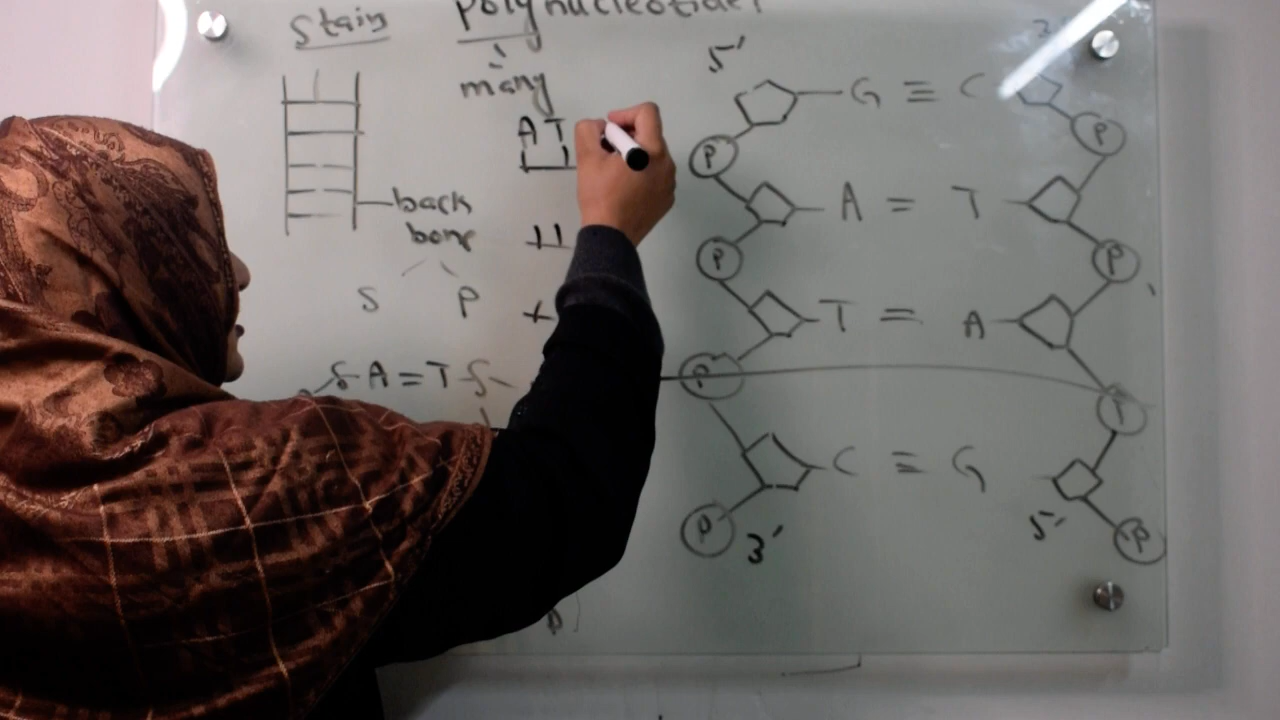 Stain
polynucleotide
many
A T
back
bone
S P
S A = T S
5'
G ≡ C
P
P
A = T
P
P
T = A
P
C ≡ G
P
3'
5'
P